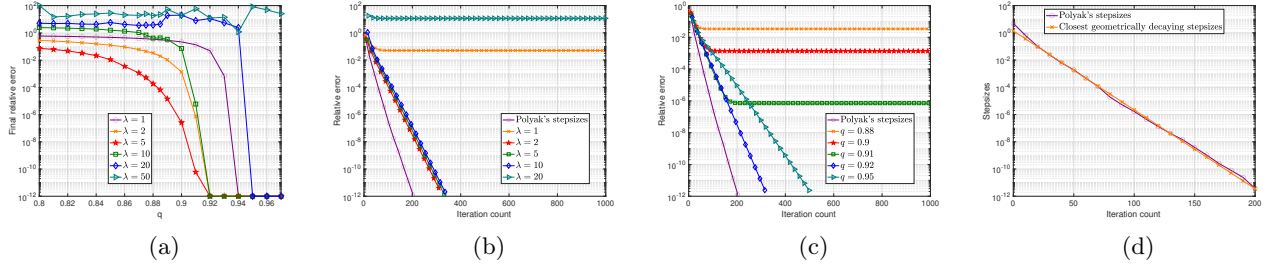 10^2
10^0
10^-2
10^-4
10^-6
10^-8
10^-10
10^-12
Final relative error
0.8 0.82 0.84 0.86 0.88 0.9 0.92 0.94 0.96
q
λ = 1
λ = 2
λ = 5
λ = 10
λ = 20
λ = 50
(a)
10^2
10^0
10^-2
10^-4
10^-6
10^-8
10^-10
10^-12
Relative error
0 200 400 600 800 1000
Iteration count
Polyak's stepsizes
λ = 1
λ = 2
λ = 5
λ = 10
λ = 20
(b)
10^0
10^-2
10^-4
10^-6
10^-8
10^-10
10^-12
Relative error
0 200 400 600 800 1000
Iteration count
Polyak's stepsizes
q = 0.88
q = 0.9
q = 0.91
q = 0.92
q = 0.95
(c)
10^2
10^0
10^-2
10^-4
10^-6
10^-8
10^-10
10^-12
Stepsizes
0 50 100 150 200
Iteration count
Polyak's stepsizes
Closest geometrically decaying stepsizes
(d)